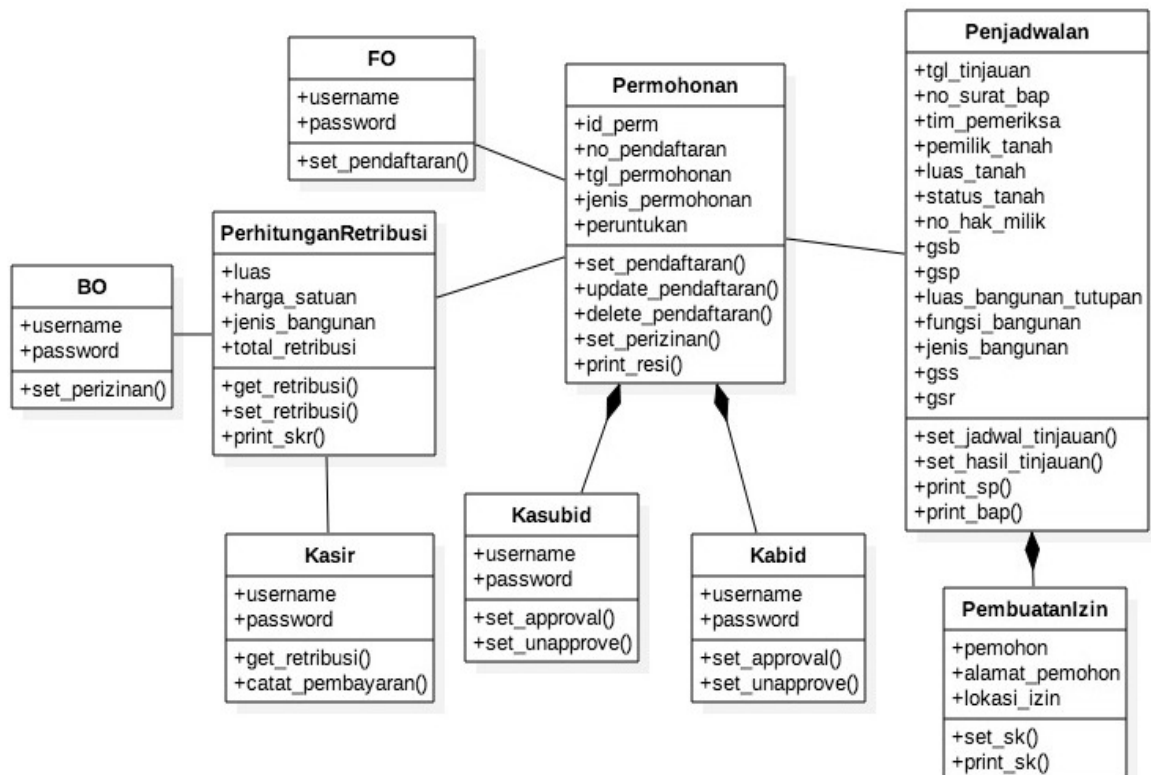 FO
+username
+password
+set_pendaftaran()
Permohonan
+id_perm
+no_pendaftaran
+tgl_permohonan
+jenis_permohonan
+peruntukan
+set_pendaftaran()
+update_pendaftaran()
+delete_pendaftaran()
+set_perizinan()
+print_resi()
Penjadwalan
+tgl_tinjauan
+no_surat_bap
+tim_pemeriksa
+pemilik_tanah
+luas_tanah
+status_tanah
+no_hak_milik
+gsb
+gsp
+luas_bangunan_tutupan
+fungsi_bangunan
+jenis_bangunan
+gss
+gsr
+set_jadwal_tinjauan()
+set_hasil_tinjauan()
+print_sp()
+print_bap()
PerhitunganRetribusi
+luas
+harga_satuan
+jenis_bangunan
+total_retribusi
+get_retribusi()
+set_retribusi()
+print_skr()
BO
+username
+password
+set_perizinan()
Kasir
+username
+password
+get_retribusi()
+catat_pembayaran()
Kasubid
+username
+password
+set_approval()
+set_unapprove()
Kabid
+username
+password
+set_approval()
+set_unapprove()
PembuatanIzin
+pemohon
+alamat_pemohon
+lokasi_izin
+set_sk()
+print_sk()